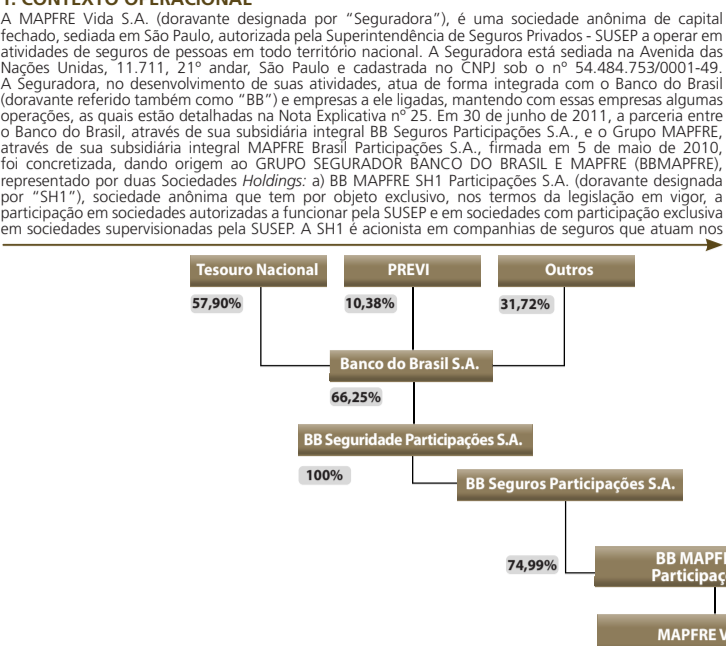 1. CONTEXTO OPERACIONAL
A MAPFRE Vida S.A. (doravante designada por “Seguradora”), é uma sociedade anônima de capital
fechado, sediada em São Paulo, autorizada pela Superintendência de Seguros Privados - SUSEP a operar em
atividades de seguros de pessoas em todo território nacional. A Seguradora está sediada na Avenida das
Nações Unidas, 11.711, 21º andar, São Paulo e cadastrada no CNPJ sob o nº 54.484.753/0001-49.
A Seguradora, no desenvolvimento de suas atividades, atua de forma integrada com o Banco do Brasil
(doravante referido também como “BB”) e empresas a ele ligadas, mantendo com essas empresas algumas
operações, as quais estão detalhadas na Nota Explicativa nº 25. Em 30 de junho de 2011, a parceria entre
o Banco do Brasil, através de sua subsidiária integral BB Seguros Participações S.A., e o Grupo MAPFRE,
através de sua subsidiária integral MAPFRE Brasil Participações S.A., firmada em 5 de maio de 2010,
foi concretizada, dando origem ao GRUPO SEGURADOR BANCO DO BRASIL E MAPFRE (BBMAPFRE),
representado por duas Sociedades Holdings: a) BB MAPFRE SH1 Participações S.A. (doravante designada
por “SH1”), sociedade anônima que tem por objeto exclusivo, nos termos da legislação em vigor, a
participação em sociedades autorizadas a funcionar pela SUSEP e em sociedades com participação exclusiva
em sociedades supervisionadas pela SUSEP. A SH1 é acionista em companhias de seguros que atuam nos
Tesouro Nacional PREVI Outros
57,90% 10,38% 31,72%
Banco do Brasil S.A.
66,25%
BB Seguridade Participações S.A.
100%
BB Seguros Participações S.A.
74,99%
BB MAPF
Participaç
MAPFRE V